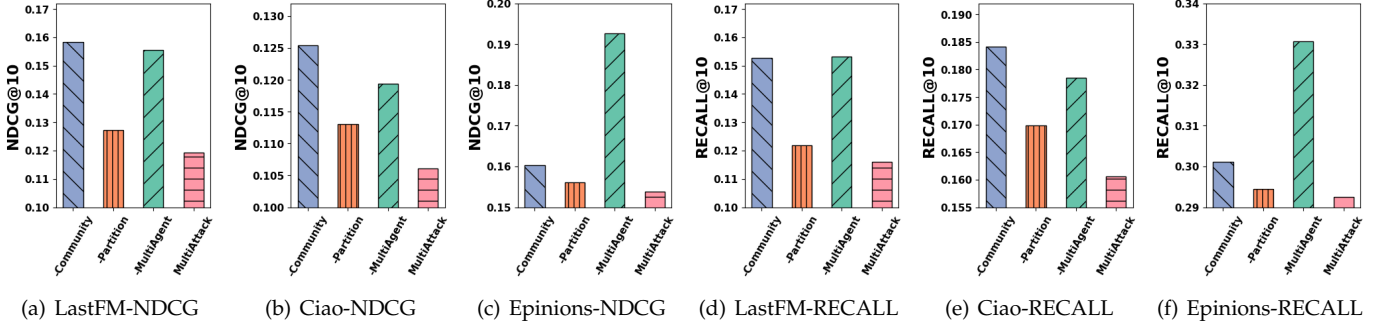 NDCG@10
0.17
0.16
0.15
0.14
0.13
0.12
0.11
0.10
-Community
-Partition
-MultiAgent
MultiAttack
(a) LastFM-NDCG
NDCG@10
0.130
0.125
0.120
0.115
0.110
0.105
0.100
-Community
-Partition
-MultiAgent
MultiAttack
(b) Ciao-NDCG
NDCG@10
0.20
0.19
0.17
0.16
0.15
-Community
-Partition
-MultiAgent
MultiAttack
(c) Epinions-NDCG
RECALL@10
0.17
0.16
0.15
0.14
0.13
0.12
0.11
0.10
-Community
-Partition
-MultiAgent
MultiAttack
(d) LastFM-RECALL
RECALL@10
0.190
0.185
0.180
0.175
0.170
0.165
0.160
0.155
-Community
-Partition
-MultiAgent
MultiAttack
(e) Ciao-RECALL
RECALL@10
0.34
0.33
0.31
0.30
0.29
-Community
-Partition
-MultiAgent
MultiAttack
(f) Epinions-RECALL